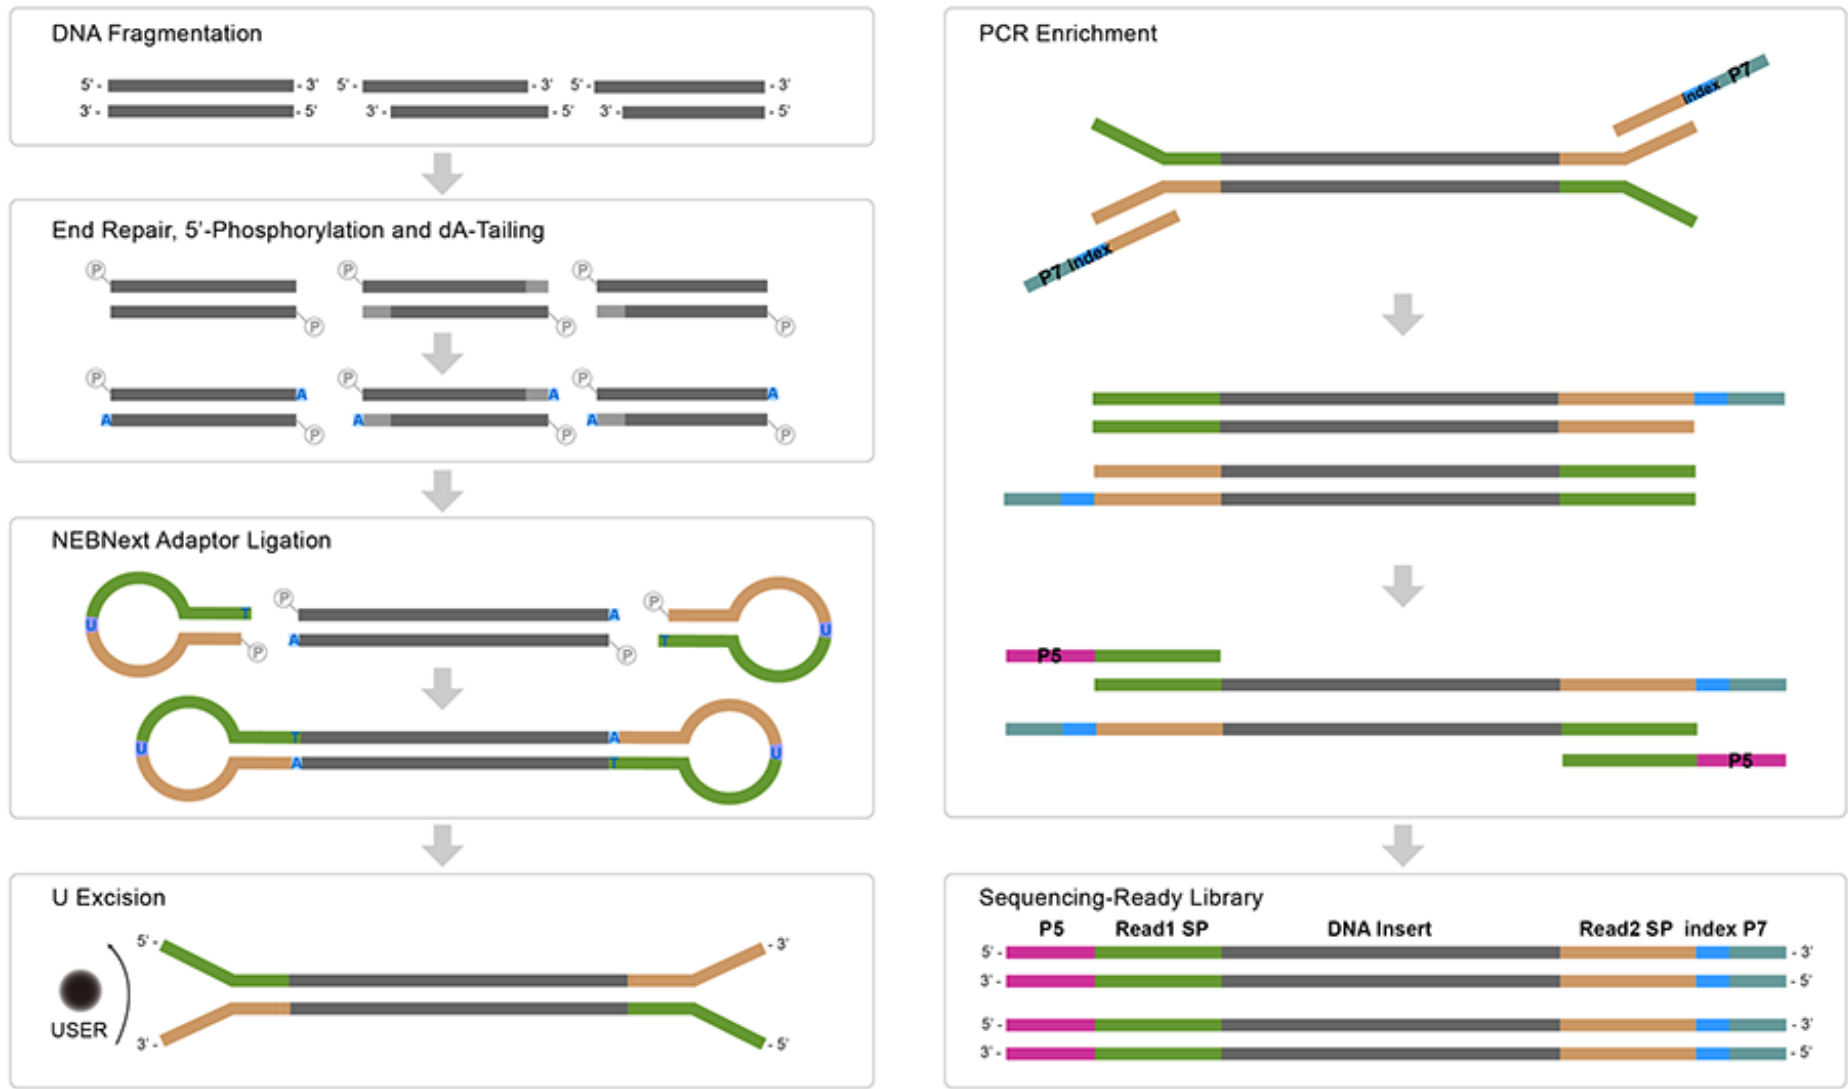 DNA Fragmentation
5' - - 3' 5' - - 3' 5' - - 3'
3' - - 5' 3' - - 5' 3' - - 5'
End Repair, 5'-Phosphorylation and dA-Tailing
P P P
P P P
P A P A P A
A P A P A P
NEBNext Adaptor Ligation
T P A P
U U
P A P T
T A
U U
A T
U Excision
5' - - 3'
USER
3' - - 5'
PCR Enrichment
index P7
P7 index
P5
P5
Sequencing-Ready Library
P5 Read1 SP DNA Insert Read2 SP index P7
5' - - 3'
3' - - 5'
5' - - 3'
3' - - 5'